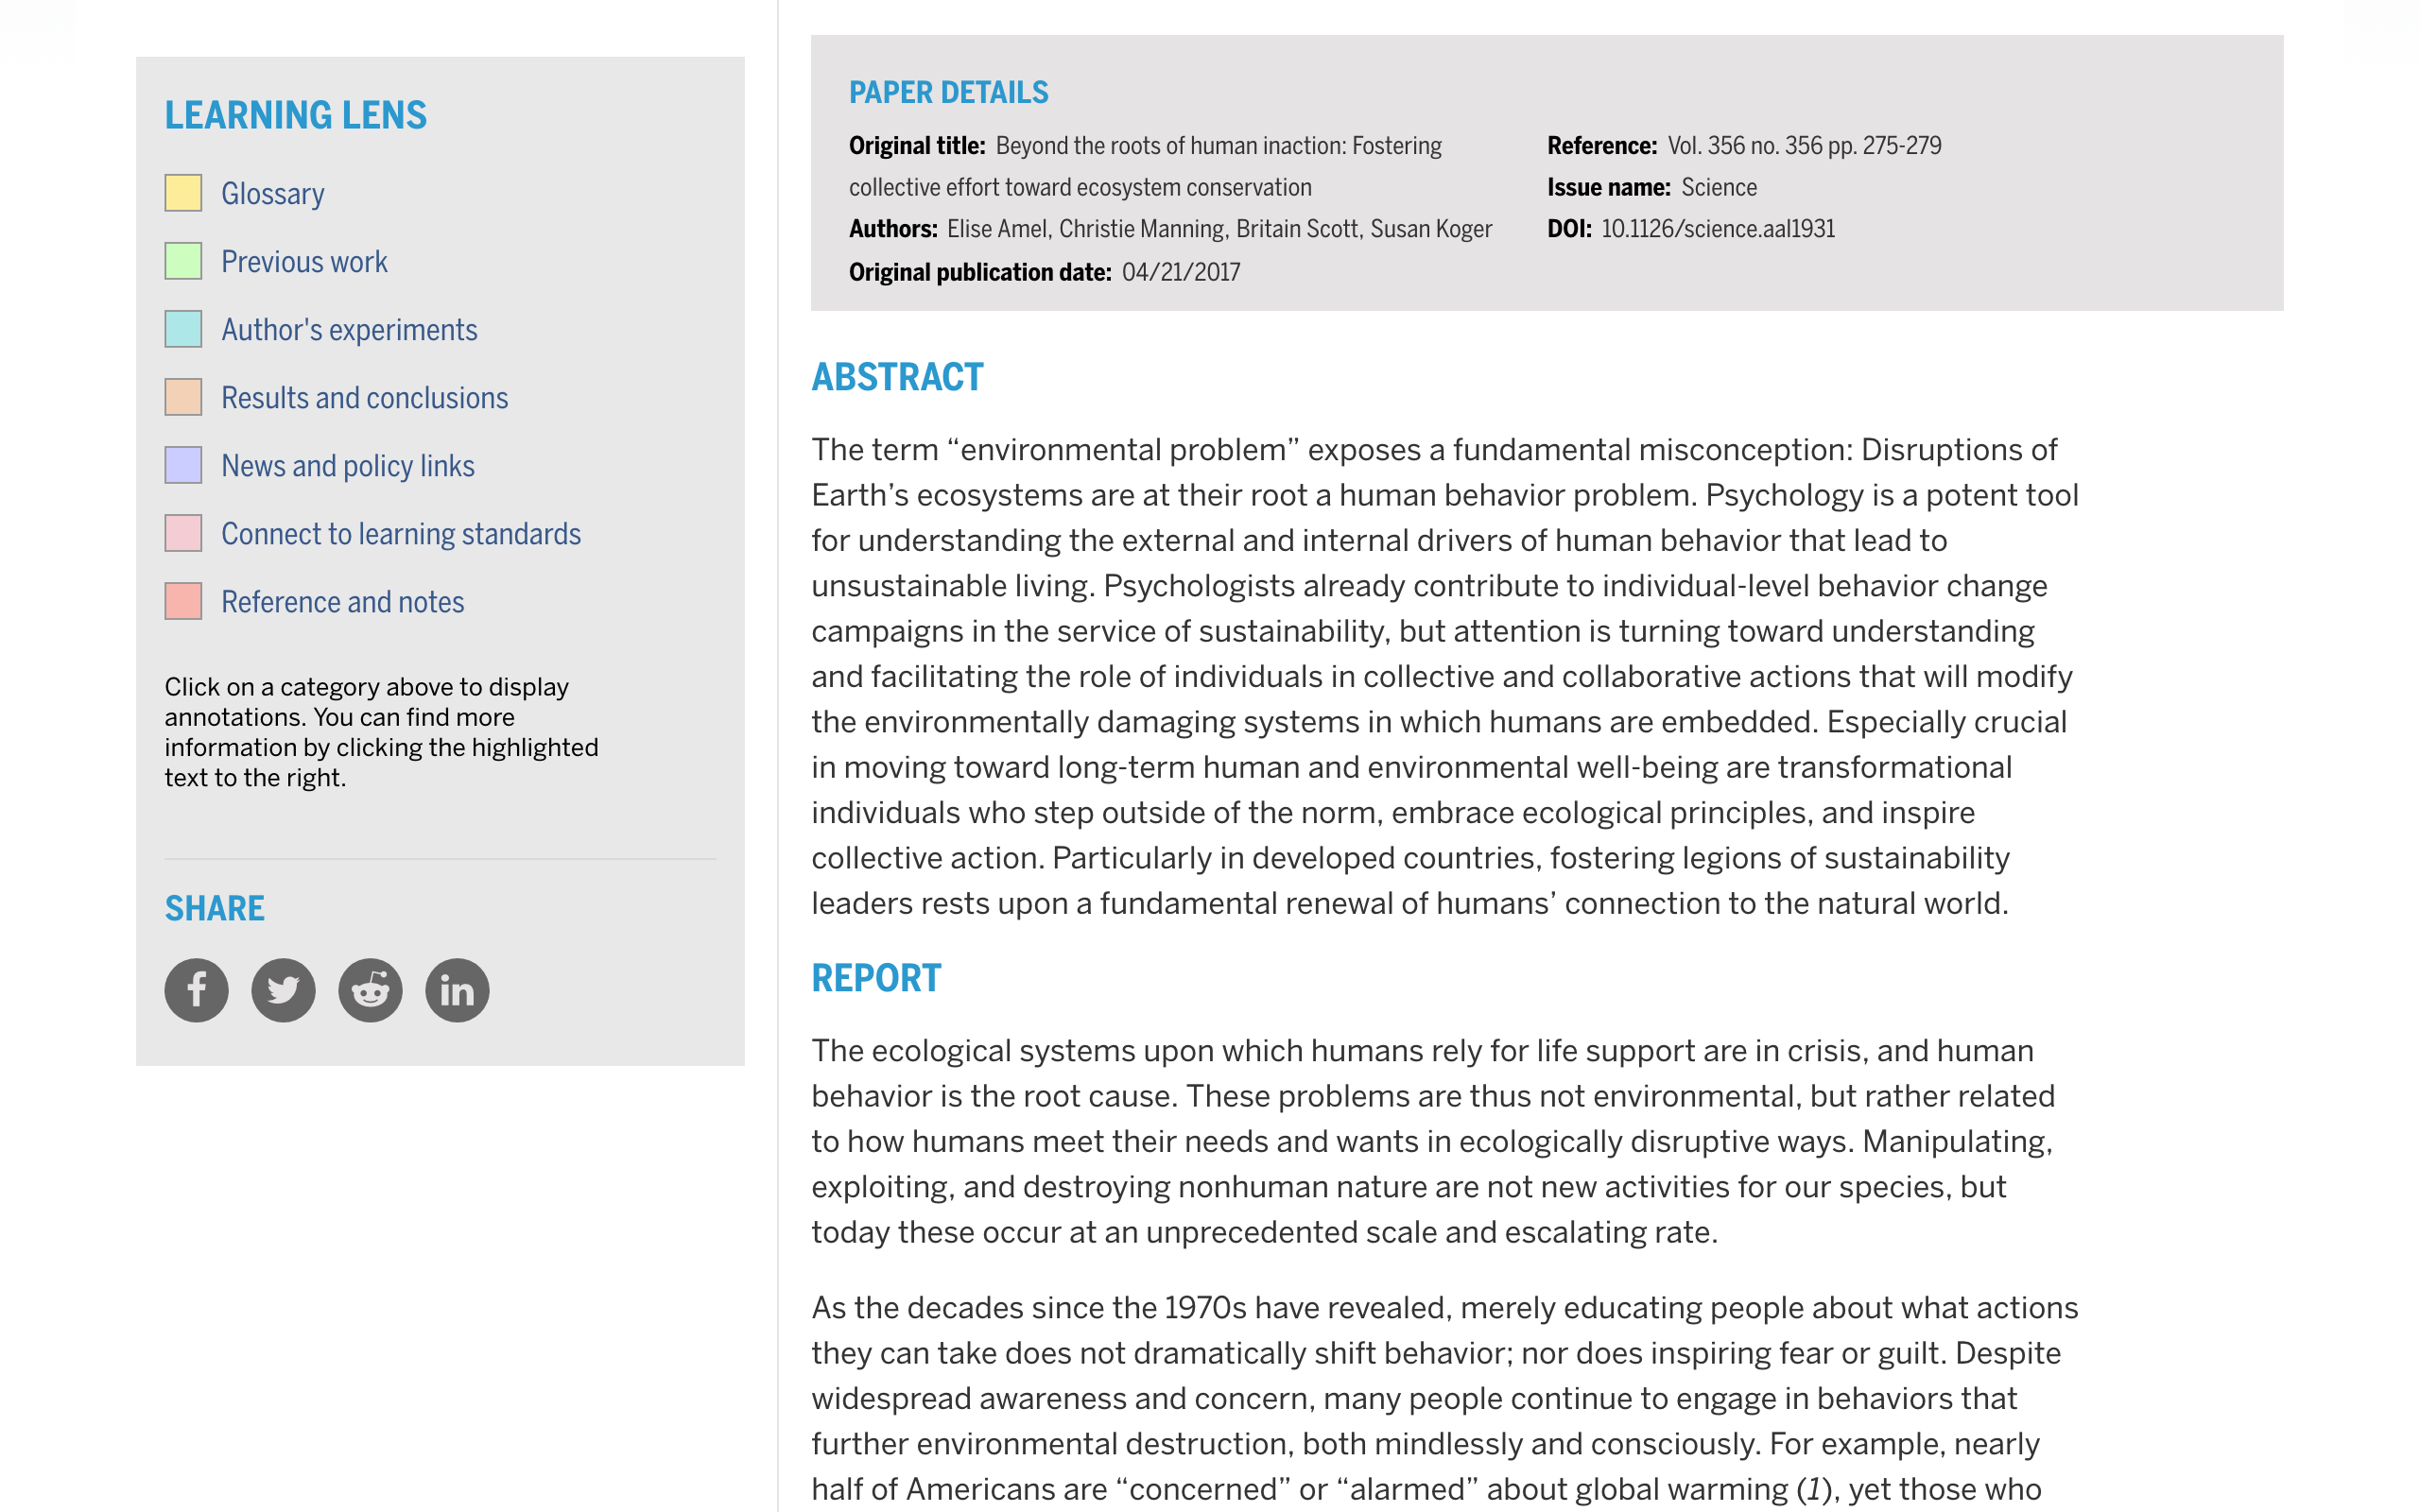 LEARNING LENS
Glossary
Previous work
Author's experiments
Results and conclusions
News and policy links
Connect to learning standards
Reference and notes
Click on a category above to display
annotations. You can find more
information by clicking the highlighted
text to the right.
SHARE
PAPER DETAILS
Original title: Beyond the roots of human inaction: Fostering
collective effort toward ecosystem conservation
Authors: Elise Amel, Christie Manning, Britain Scott, Susan Koger
Original publication date: 04/21/2017
Reference: Vol. 356 no. 356 pp. 275-279
Issue name: Science
DOI: 10.1126/science.aal1931
ABSTRACT
The term “environmental problem” exposes a fundamental misconception: Disruptions of
Earth’s ecosystems are at their root a human behavior problem. Psychology is a potent tool
for understanding the external and internal drivers of human behavior that lead to
unsustainable living. Psychologists already contribute to individual-level behavior change
campaigns in the service of sustainability, but attention is turning toward understanding
and facilitating the role of individuals in collective and collaborative actions that will modify
the environmentally damaging systems in which humans are embedded. Especially crucial
in moving toward long-term human and environmental well-being are transformational
individuals who step outside of the norm, embrace ecological principles, and inspire
collective action. Particularly in developed countries, fostering legions of sustainability
leaders rests upon a fundamental renewal of humans’ connection to the natural world.
REPORT
The ecological systems upon which humans rely for life support are in crisis, and human
behavior is the root cause. These problems are thus not environmental, but rather related
to how humans meet their needs and wants in ecologically disruptive ways. Manipulating,
exploiting, and destroying nonhuman nature are not new activities for our species, but
today these occur at an unprecedented scale and escalating rate.
As the decades since the 1970s have revealed, merely educating people about what actions
they can take does not dramatically shift behavior; nor does inspiring fear or guilt. Despite
widespread awareness and concern, many people continue to engage in behaviors that
further environmental destruction, both mindlessly and consciously. For example, nearly
half of Americans are “concerned” or “alarmed” about global warming (1), yet those who